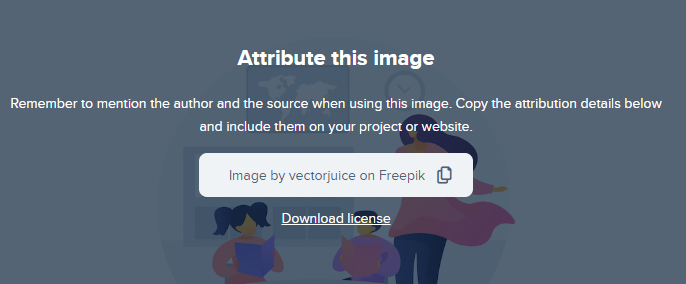 Attribute this image
Remember to mention the author and the source when using this image. Copy the attribution details below
and include them on your project or website.
Image by vectorjuice on Freepik
Download license